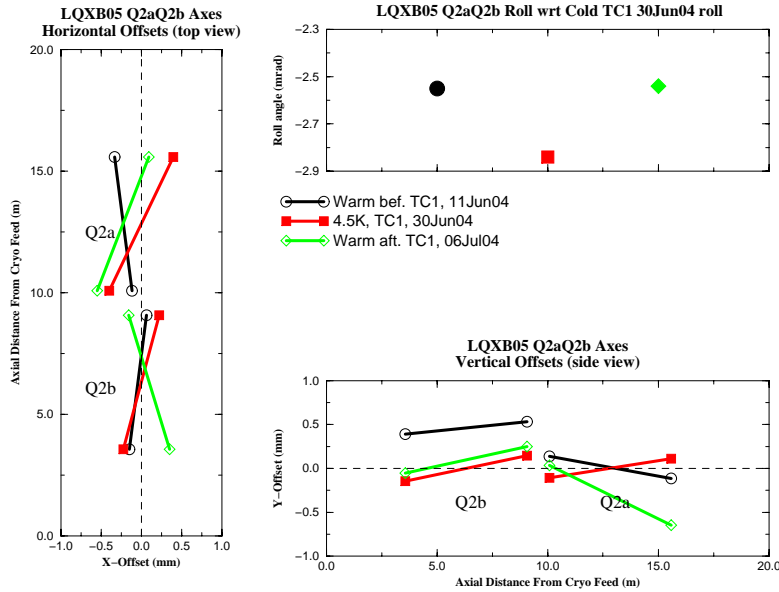 LQXB05 Q2aQ2b Axes
Horizontal Offsets (top view)
20.0
15.0
10.0
5.0
0.0
Axial Distance From Cryo Feed (m)
Q2a
Q2b
−1.0 −0.5 0.0 0.5 1.0
X−Offset (mm)
LQXB05 Q2aQ2b Roll wrt Cold TC1 30Jun04 roll
−2.3
−2.5
−2.7
−2.9
Roll angle (mrad)
Warm bef. TC1, 11Jun04
4.5K, TC1, 30Jun04
Warm aft. TC1, 06Jul04
LQXB05 Q2aQ2b Axes
Vertical Offsets (side view)
1.0
0.5
0.0
−0.5
−1.0
Y−Offset (mm)
Q2b
Q2a
0.0 5.0 10.0 15.0 20.0
Axial Distance From Cryo Feed (m)